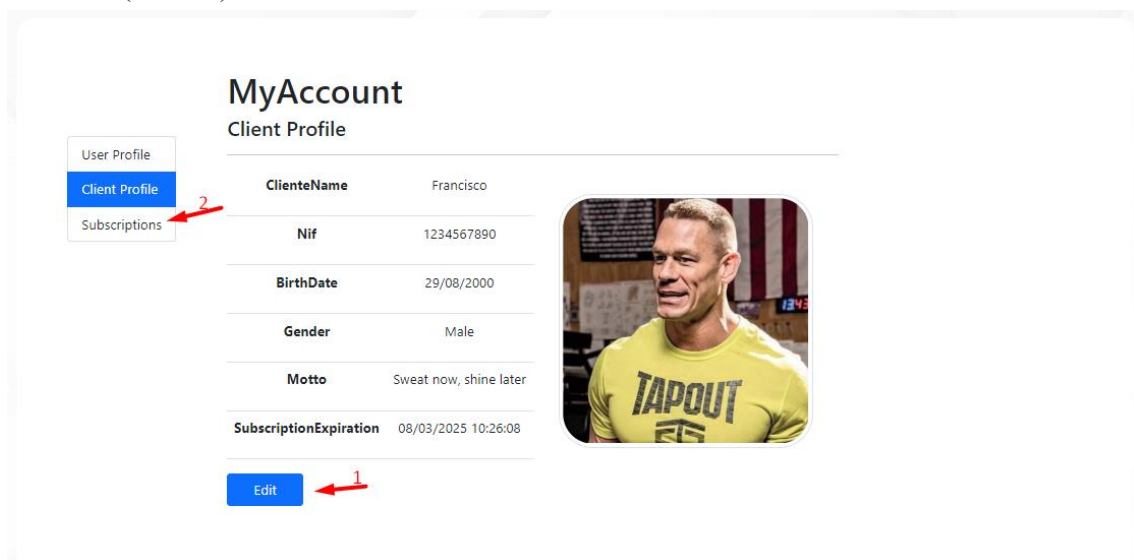 MyAccount
Client Profile
User Profile
Client Profile
Subscriptions
2
ClienteName Francisco
Nif 1234567890
BirthDate 29/08/2000
Gender Male
Motto Sweat now, shine later
SubscriptionExpiration 08/03/2025 10:26:08
TAPOUT
Edit
1